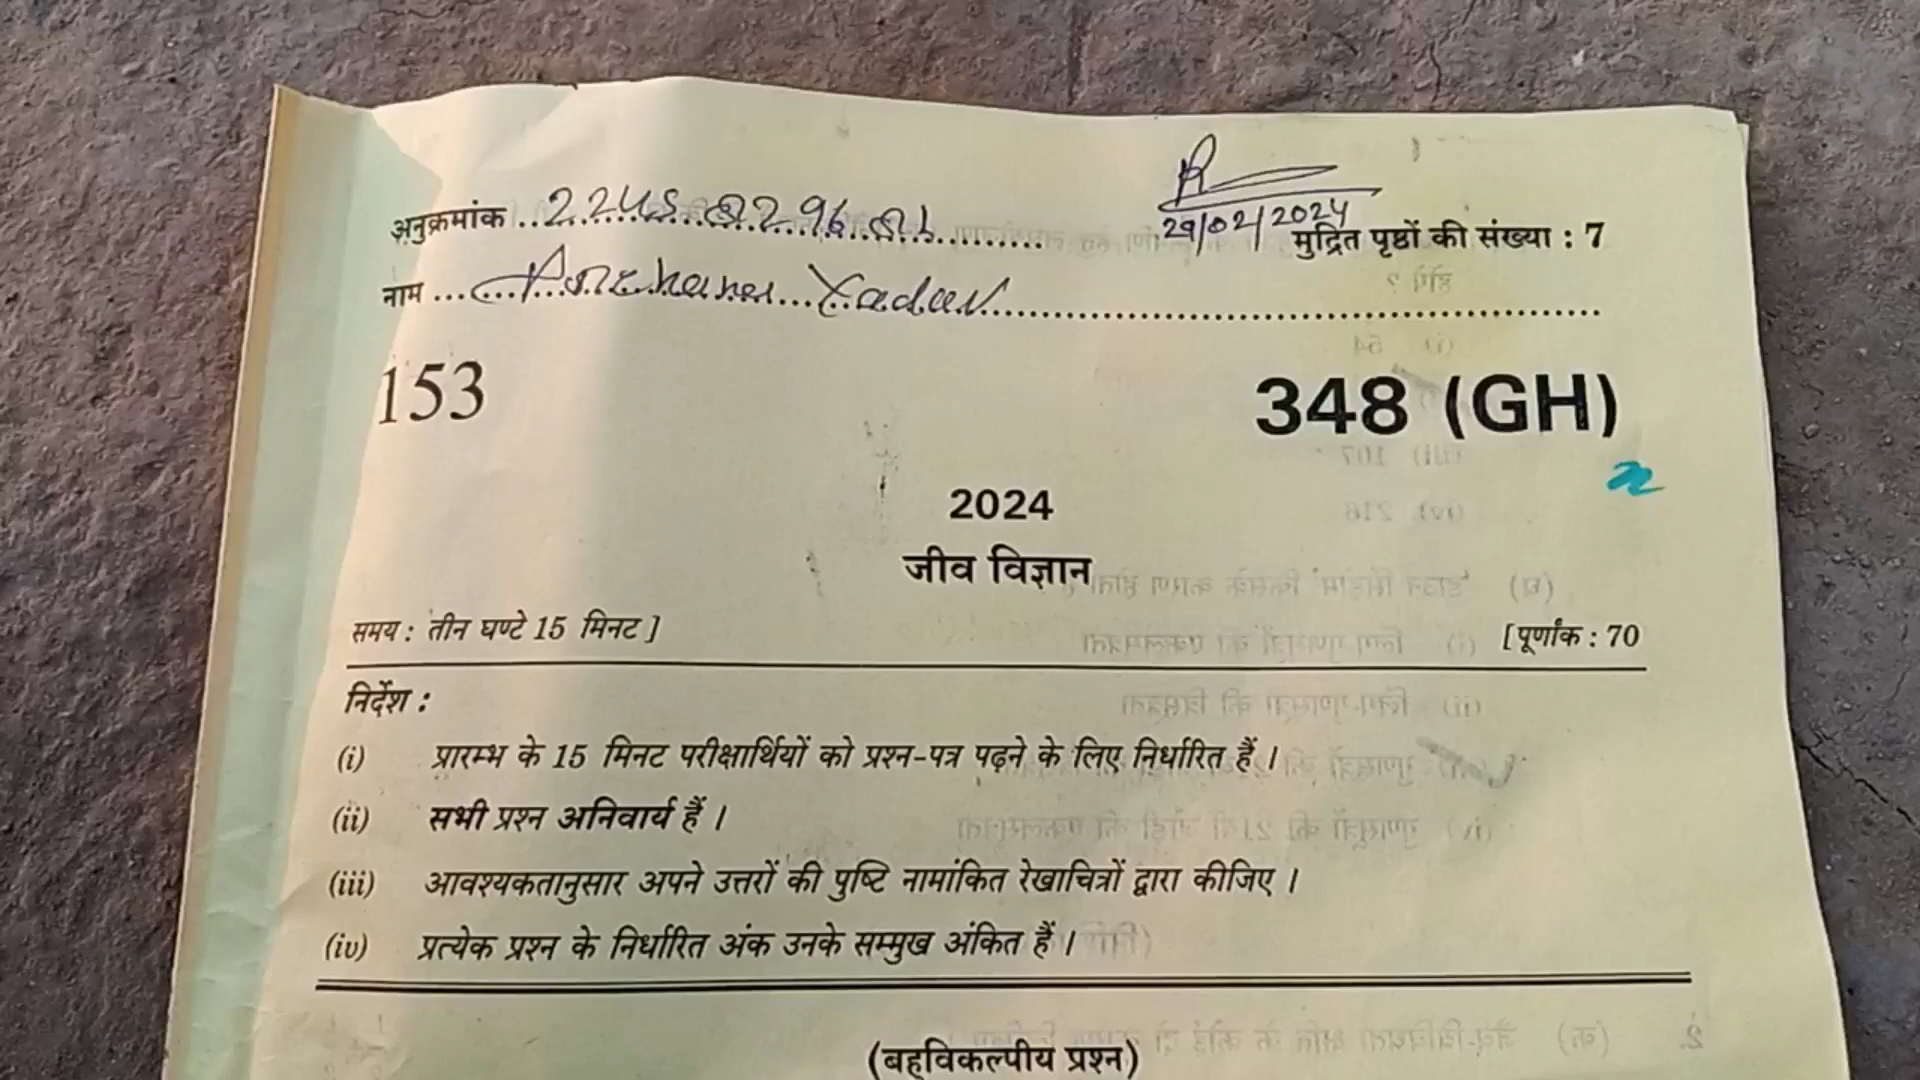 29/02/2024
अनुक्रमांक
मुद्रित पृष्ठों की संख्या : 7
नाम ... Yadav
153
348 (GH)
2024
जीव विज्ञान
समय : तीन घण्टे 15 मिनट ]
[ पूर्णांक : 70
निर्देश :
(i) प्रारम्भ के 15 मिनट परीक्षार्थियों को प्रश्न-पत्र पढ़ने के लिए निर्धारित हैं ।
(ii) सभी प्रश्न अनिवार्य हैं ।
(iii) आवश्यकतानुसार अपने उत्तरों की पुष्टि नामांकित रेखाचित्रों द्वारा कीजिए ।
(iv) प्रत्येक प्रश्न के निर्धारित अंक उनके सम्मुख अंकित हैं ।
(बहुविकल्पीय प्रश्न)